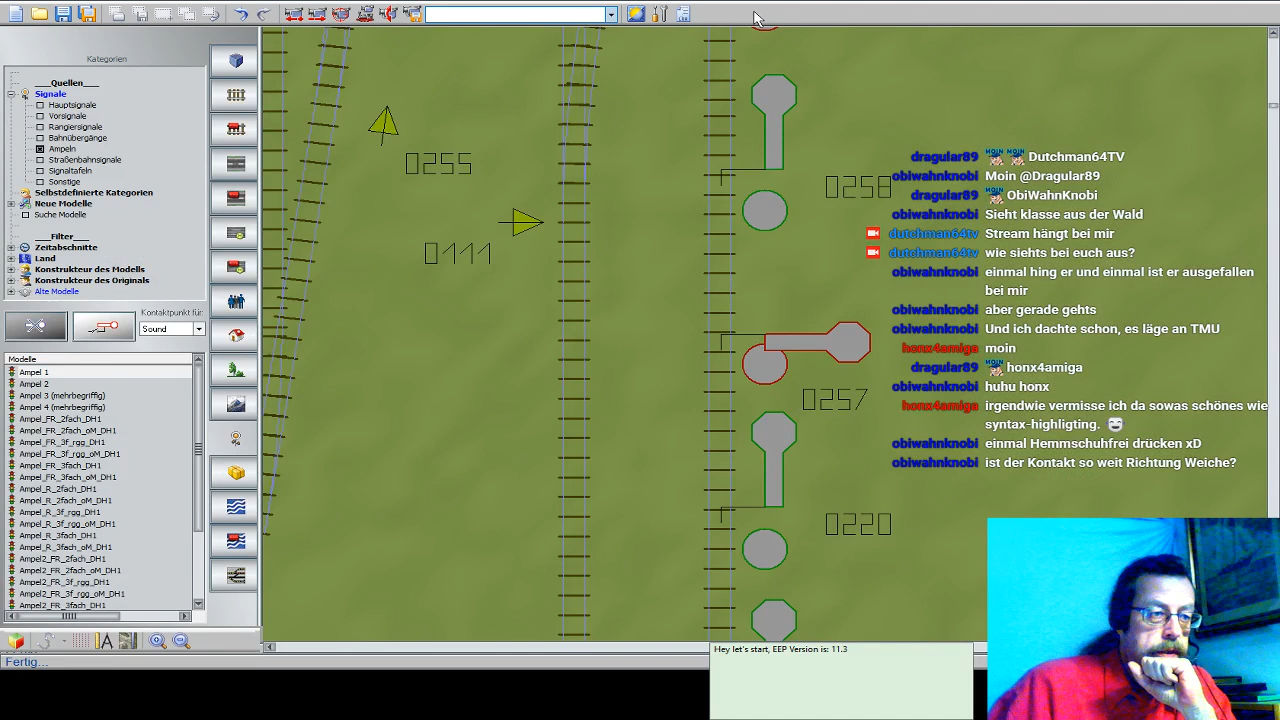 Kategorien
___Quellen___
Signale
Hauptsignale
Vorsignale
Rangiersignale
Bahnübergänge
Ampeln
Straßenbahnsignale
Signaltafeln
Sonstige
Selbstdefinierte Kategorien
Neue Modelle
Suche Modelle
___Filter___
Zeitabschnitte
Land
Konstrukteure des Modells
Konstrukteure des Originals
Alte Modelle
Kontaktpunkt für:
Sound
Modelle
Ampel 1
Ampel 2
Ampel 3 (mehrbegriffig)
Ampel 4 (mehrbegriffig)
Ampel_FR_2fach_DH1
Ampel_FR_2fach_oM_DH1
Ampel_FR_3f_rgg_DH1
Ampel_FR_3f_rgg_oM_DH1
Ampel_FR_3fach_DH1
Ampel_FR_3fach_oM_DH1
Ampel_R_2fach_DH1
Ampel_R_2fach_oM_DH1
Ampel_R_3f_rgg_DH1
Ampel_R_3f_rgg_oM_DH1
Ampel_R_3fach_DH1
Ampel_R_3fach_oM_DH1
Ampel2_FR_2fach_DH1
Ampel2_FR_2fach_oM_DH1
Ampel2_FR_3f_rgg_DH1
Ampel2_FR_3f_rgg_oM_DH1
Ampel2_FR_3fach_DH1
Fertig...
0255
0111
0258
0257
0220
dragular89 MOIN MOIN Dutchman64TV
obiwahnknobi Moin @Dragular89
dragular89 MOIN ObiWahnKnobi
obiwahnknobi Sieht klasse aus der Wald
dutchman64tv Stream hängt bei mir
dutchman64tv wie siehts bei euch aus?
obiwahnknobi einmal hing er und einmal ist er ausgefallen
bei mir
obiwahnknobi aber gerade gehts
obiwahnknobi Und ich dachte schon, es läge an TMU
honx4amiga moin
dragular89 MOIN honx4amiga
obiwahnknobi huhu honx
honx4amiga irgendwie vermisse ich da sowas schönes wie
syntax-highligting.
obiwahnknobi einmal Hemmschuhfrei drücken xD
obiwahnknobi ist der Kontakt so weit Richtung Weiche?
Hey let's start, EEP Version is: 11.3